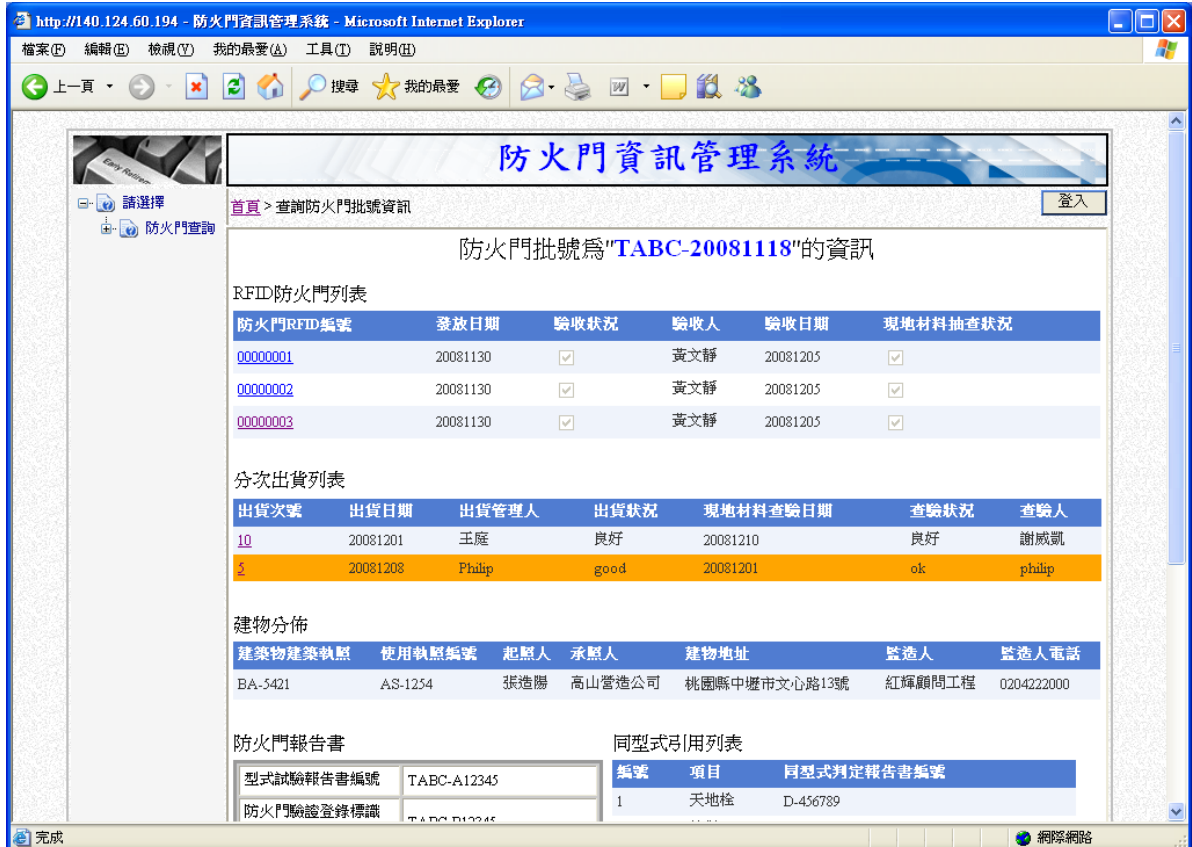 http://140.124.60.194 - 防火門資訊管理系統 - Microsoft Internet Explorer
檔案(F) 編輯(E) 檢視(V) 我的最愛(A) 工具(T) 說明(H)
上一頁 搜尋 我的最愛
Early Retirem
防火門資訊管理系統
請選擇
防火門查詢
首頁 > 查詢防火門批號資訊
登入
防火門批號為"TABC-20081118"的資訊
RFID防火門列表
防火門RFID編號 發放日期 驗收狀況 驗收人 驗收日期 現地材料抽查狀況
00000001 20081130 黃文靜 20081205
00000002 20081130 黃文靜 20081205
00000003 20081130 黃文靜 20081205
分次出貨列表
出貨次號 出貨日期 出貨管理人 出貨狀況 現地材料查驗日期 查驗狀況 查驗人
10 20081201 王庭 良好 20081210 良好 謝威凱
5 20081208 Philip good 20081201 ok philip
建物分佈
建築物建築執照 使用執照編號 起照人 承照人 建物地址 監造人 監造人電話
BA-5421 AS-1254 張造陽 高山營造公司 桃園縣中壢市文心路13號 紅輝顧問工程 0204222000
防火門報告書 同型式引用列表
型式試驗報告書編號 TABC-A12345
防火門驗證登錄標識
編號 項目 同型式判定報告書編號
1 天地栓 D-456789
完成 網際網路